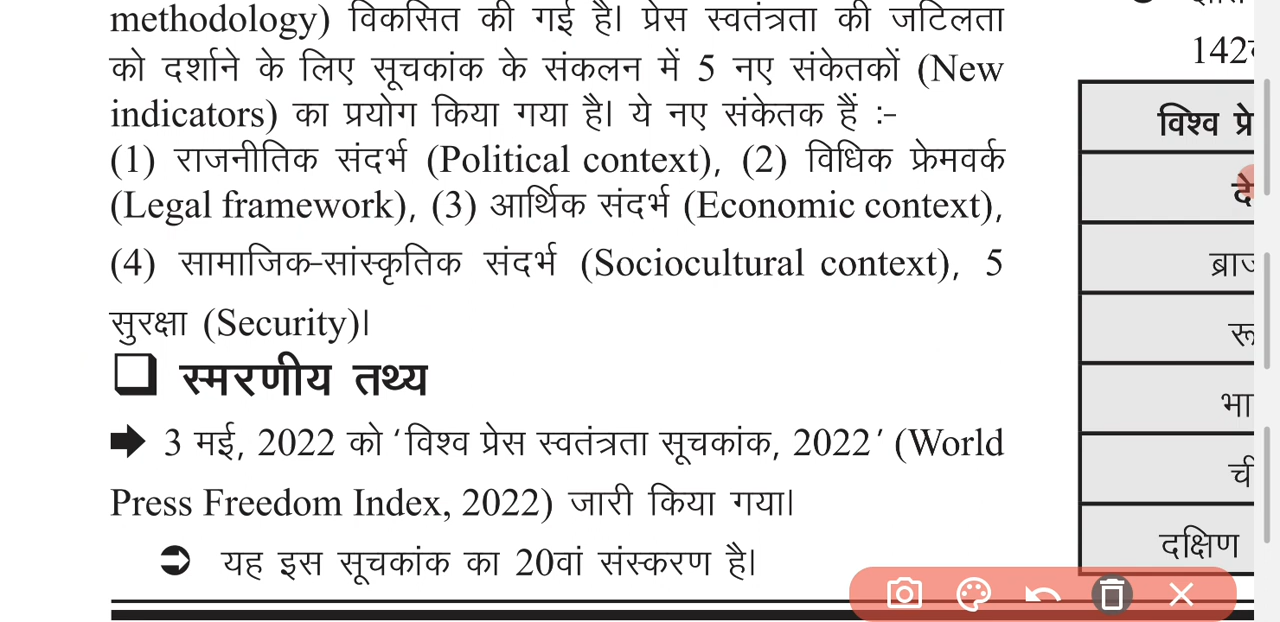 methodology) विकसित की गई है। प्रेस स्वतंत्रता की जटिलता
को दर्शाने के लिए सूचकांक के संकलन में 5 नए संकेतकों (New
indicators) का प्रयोग किया गया है। ये नए संकेतक हैं :–
(1) राजनीतिक संदर्भ (Political context), (2) विधिक फ्रेमवर्क
(Legal framework), (3) आर्थिक संदर्भ (Economic context),
(4) सामाजिक-सांस्कृतिक संदर्भ (Sociocultural context), 5
सुरक्षा (Security)।
स्मरणीय तथ्य
3 मई, 2022 को ‘विश्व प्रेस स्वतंत्रता सूचकांक, 2022’ (World
Press Freedom Index, 2022) जारी किया गया।
यह इस सूचकांक का 20वां संस्करण है।
142
विश्व प्रे
दे
ब्राज
रू
भा
ची
दक्षिण